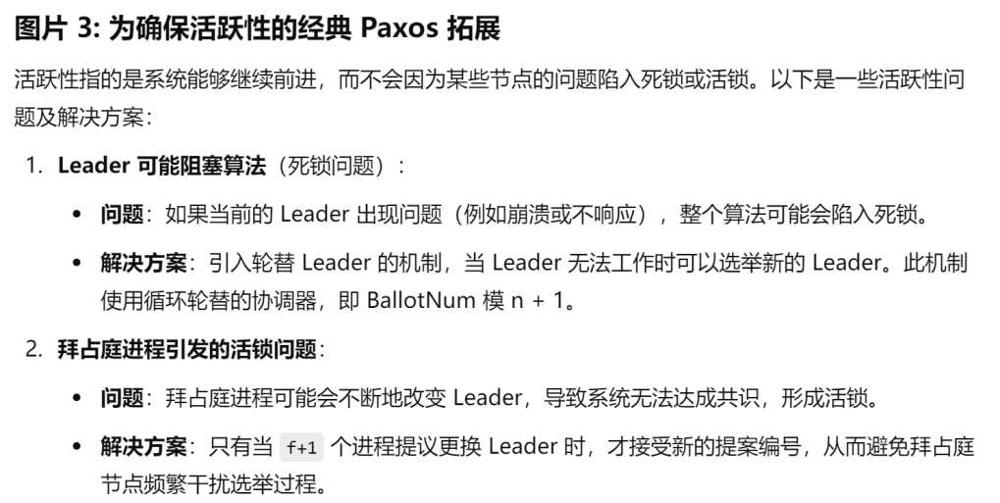 图片 3: 为确保活跃性的经典 Paxos 拓展
活跃性指的是系统能够继续前进，而不会因为某些节点的问题陷入死锁或活锁。以下是一些活跃性问
题及解决方案：
1. Leader 可能阻塞算法（死锁问题）：
• 问题：如果当前的 Leader 出现问题（例如崩溃或不响应），整个算法可能会陷入死锁。
• 解决方案：引入轮替 Leader 的机制，当 Leader 无法工作时可以选举新的 Leader。此机制
使用循环轮替的协调器，即 BallotNum 模 n + 1。
2. 拜占庭进程引发的活锁问题：
• 问题：拜占庭进程可能会不断地改变 Leader，导致系统无法达成共识，形成活锁。
• 解决方案：只有当 f+1 个进程提议更换 Leader 时，才接受新的提案编号，从而避免拜占庭
节点频繁干扰选举过程。